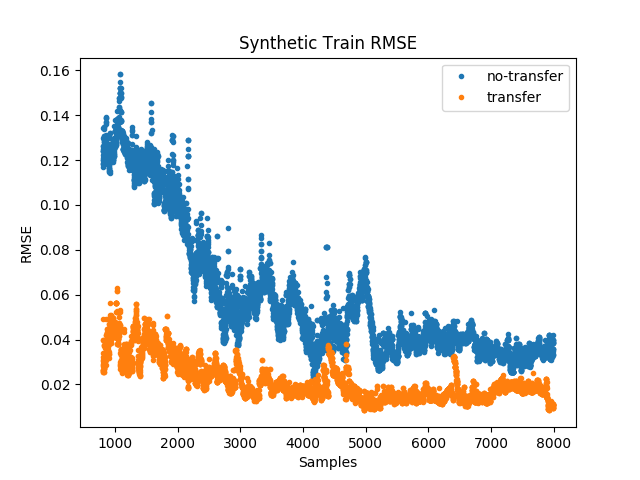 Synthetic Train RMSE
no-transfer
transfer
RMSE
0.16
0.14
0.12
0.10
0.08
0.06
0.04
0.02
1000 2000 3000 4000 5000 6000 7000 8000
Samples